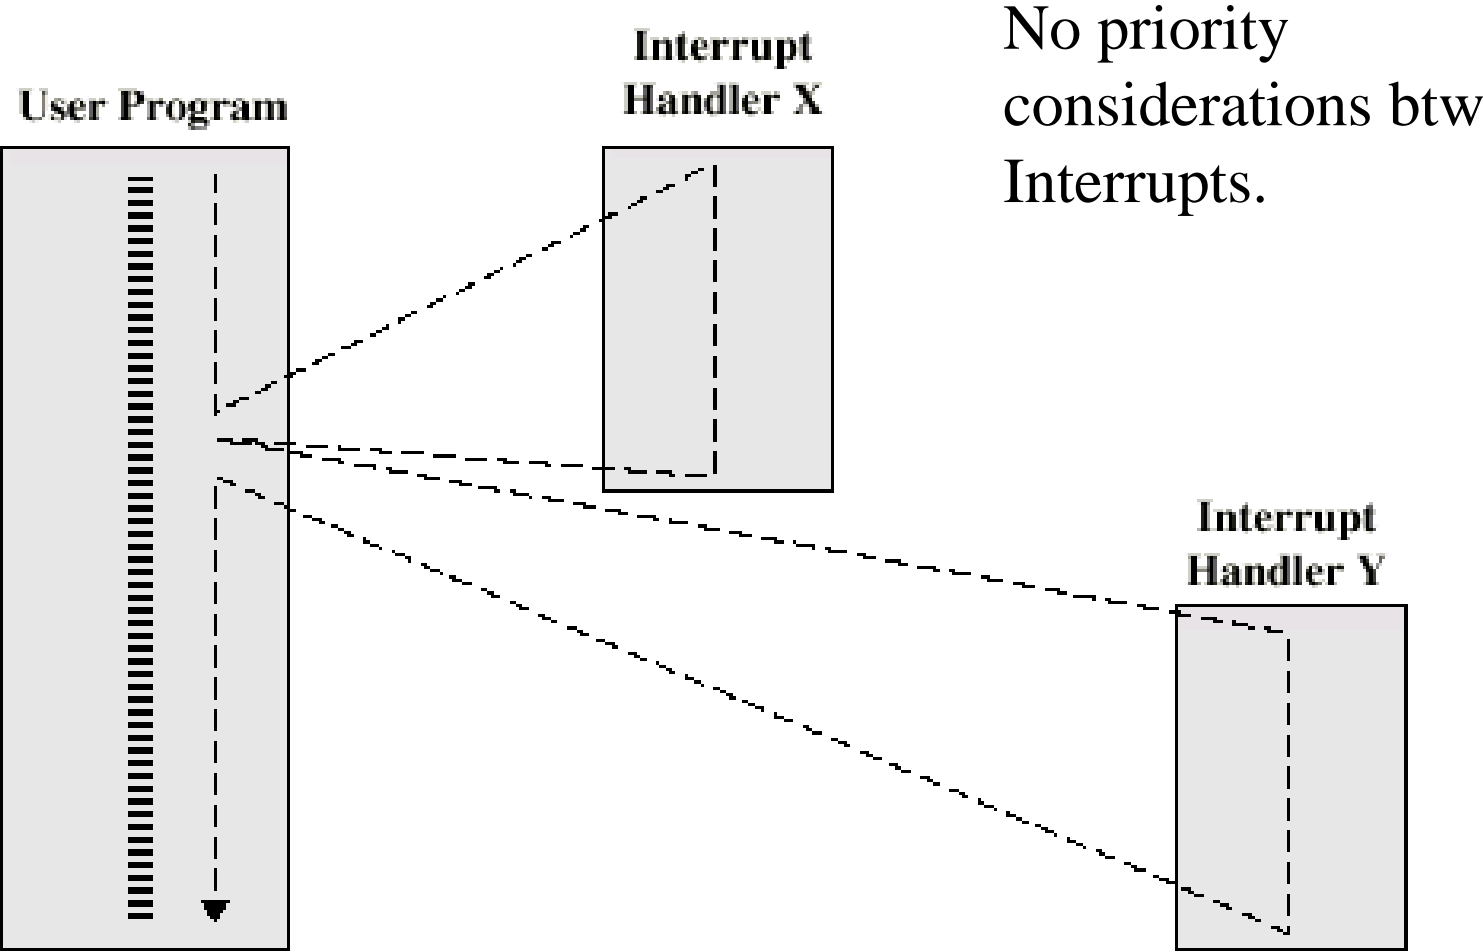 User Program
Interrupt
Handler X
No priority
considerations btw
Interrupts.
Interrupt
Handler Y